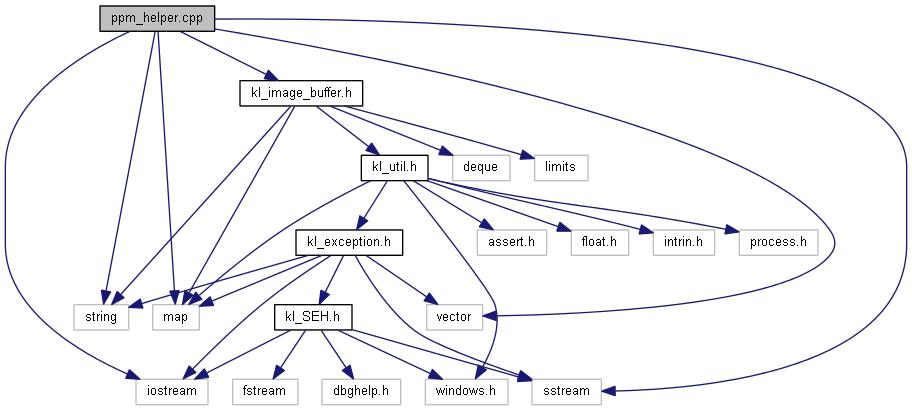 ppm_helper.cpp
kl_image_buffer.h
kl_util.h
deque
limits
kl_exception.h
assert.h
float.h
intrin.h
process.h
string
map
kl_SEH.h
vector
iostream
fstream
dbghelp.h
windows.h
sstream